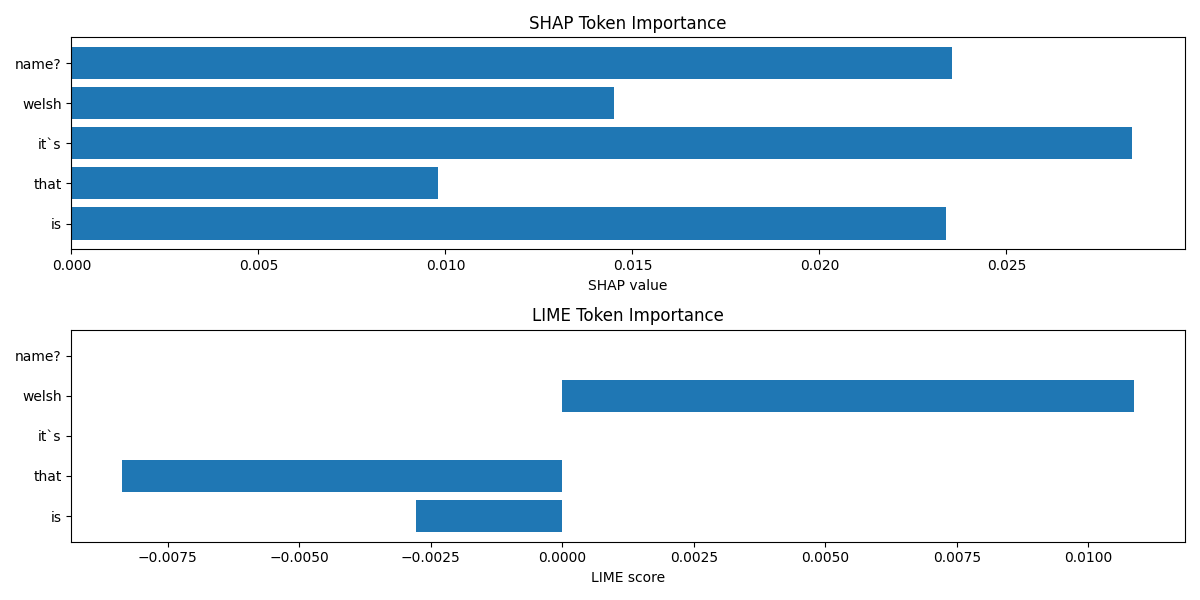 SHAP Token Importance
name?
welsh
it`s
that
is
0.000 0.005 0.010 0.015 0.020 0.025
SHAP value
LIME Token Importance
name?
welsh
it`s
that
is
−0.0075 −0.0050 −0.0025 0.0000 0.0025 0.0050 0.0075 0.0100
LIME score